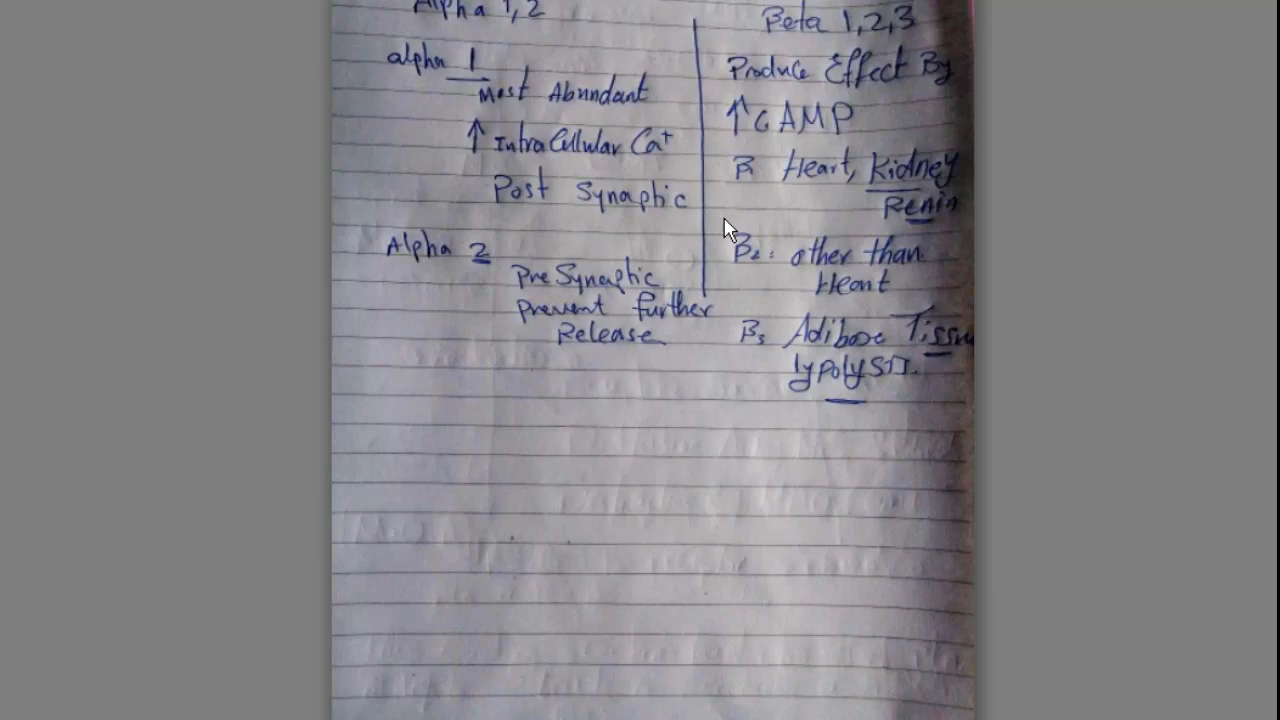 Alpha 1,2
alpha 1
Most Abundant
↑ Intra Cellular Ca+
Post Synaptic
Alpha 2
Pre Synaptic
prevent further
Release
Beta 1,2,3
Produce Effect By
↑ cAMP
β1 Heart, Kidney
Renin
β2: other than
Heart
β3 Adibose Tissu
lypolysis.